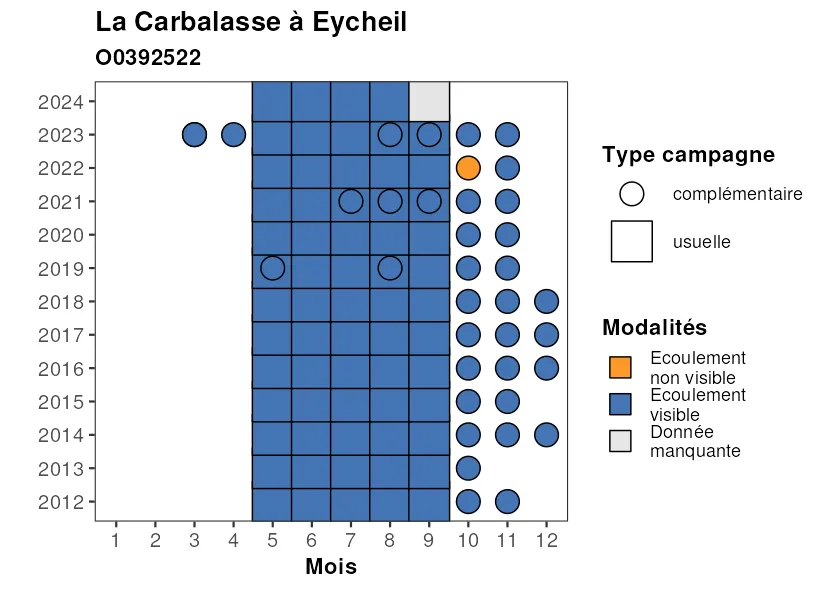 La Carbalasse à Eycheil
O0392522
2024
2023
2022
2021
2020
2019
2018
2017
2016
2015
2014
2013
2012
1 2 3 4 5 6 7 8 9 10 11 12
Mois
Type campagne
complémentaire
usuelle
Modalités
Ecoulement
non visible
Ecoulement
visible
Donnée
manquante